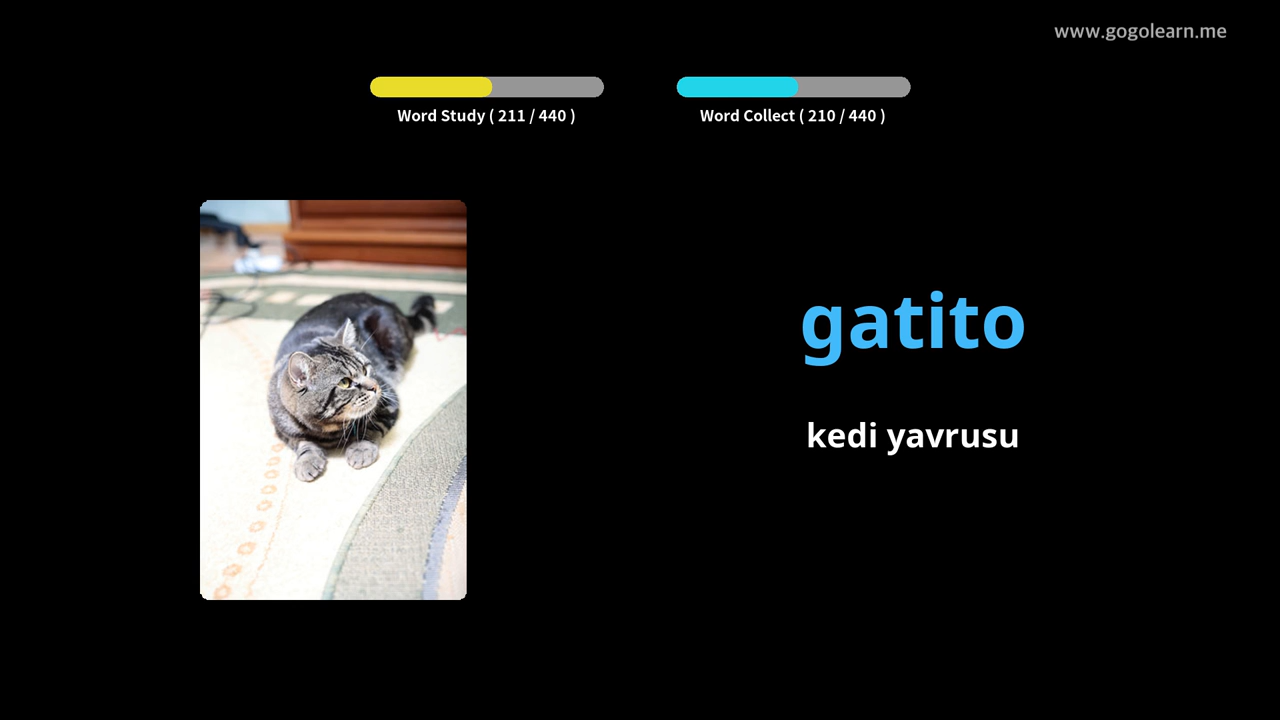 www.gogolearn.me
Word Study ( 211 / 440 )
Word Collect ( 210 / 440 )
gatito
kedi yavrusu